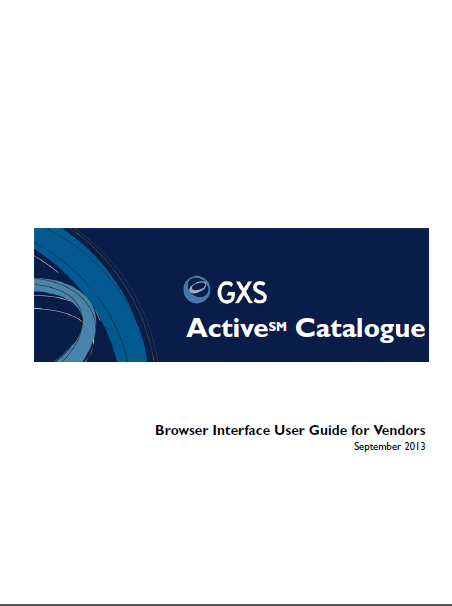 GXS
Active℠ Catalogue
Browser Interface User Guide for Vendors
September 2013